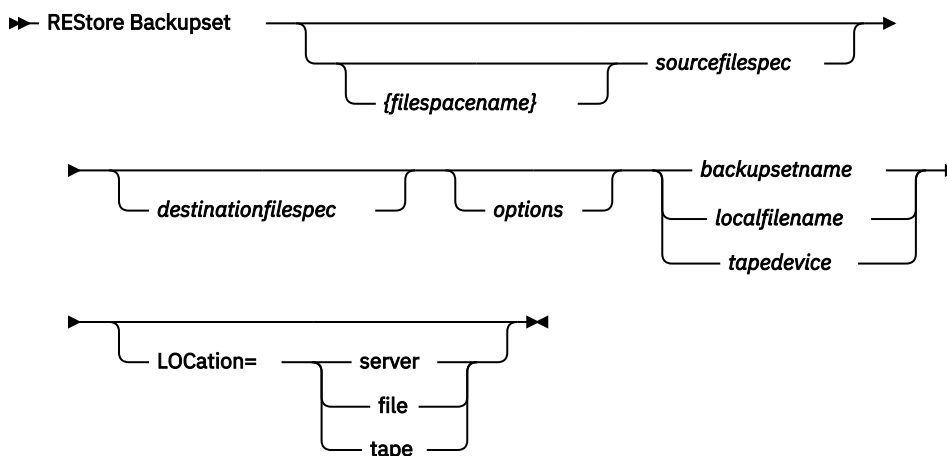 REStore Backupset
sourcefilespec
{filespacename}
destinationfilespec
options
backupsetname
localfilename
tapedevice
LOCation=
server
file
tape